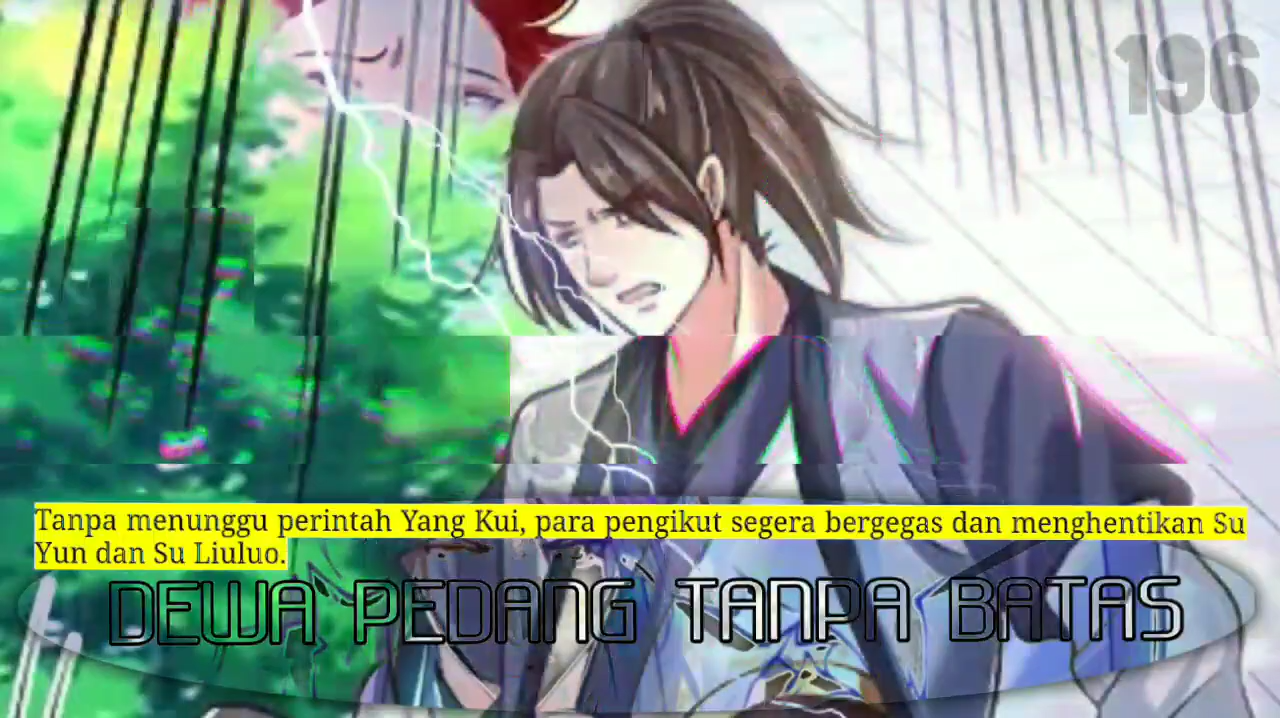 196
Tanpa menunggu perintah Yang Kui, para pengikut segera bergegas dan menghentikan Su
Yun dan Su Liuluo.
DEWA PEDANG TANPA BATAS